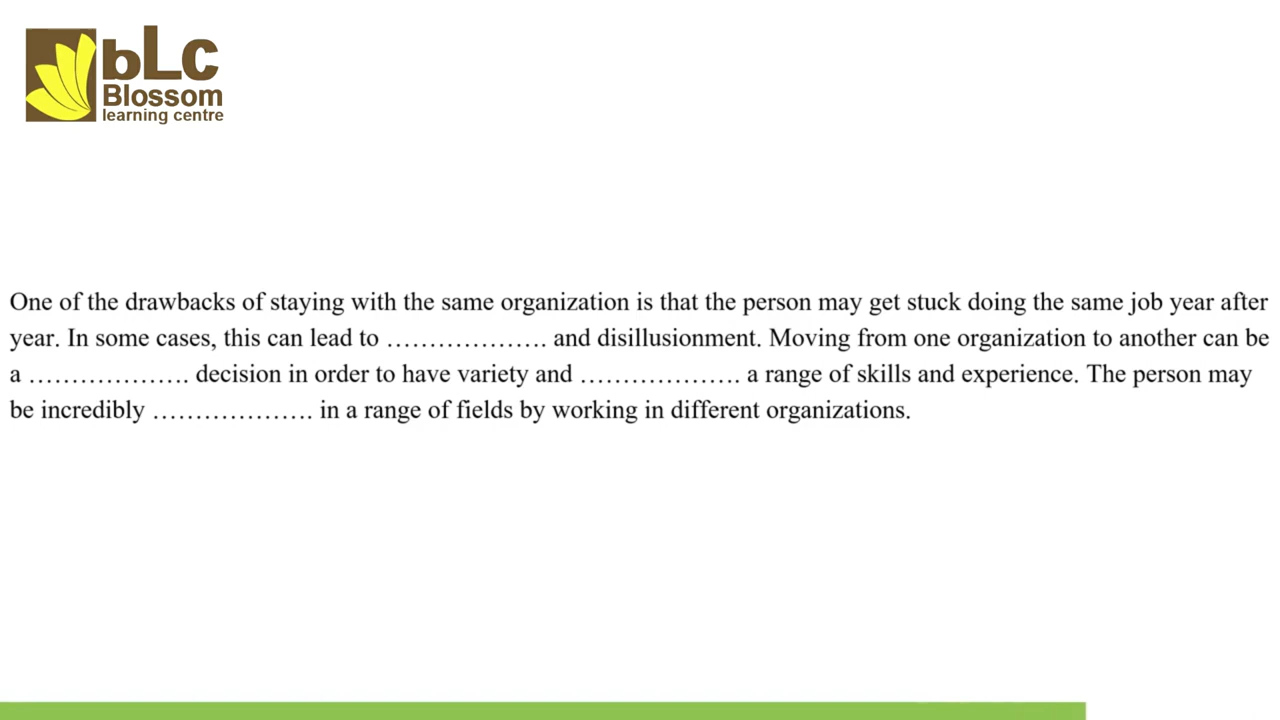 bLc
Blossom
learning centre
One of the drawbacks of staying with the same organization is that the person may get stuck doing the same job year after
year. In some cases, this can lead to ………………. and disillusionment. Moving from one organization to another can be
a ………………. decision in order to have variety and ………………. a range of skills and experience. The person may
be incredibly ………………. in a range of fields by working in different organizations.